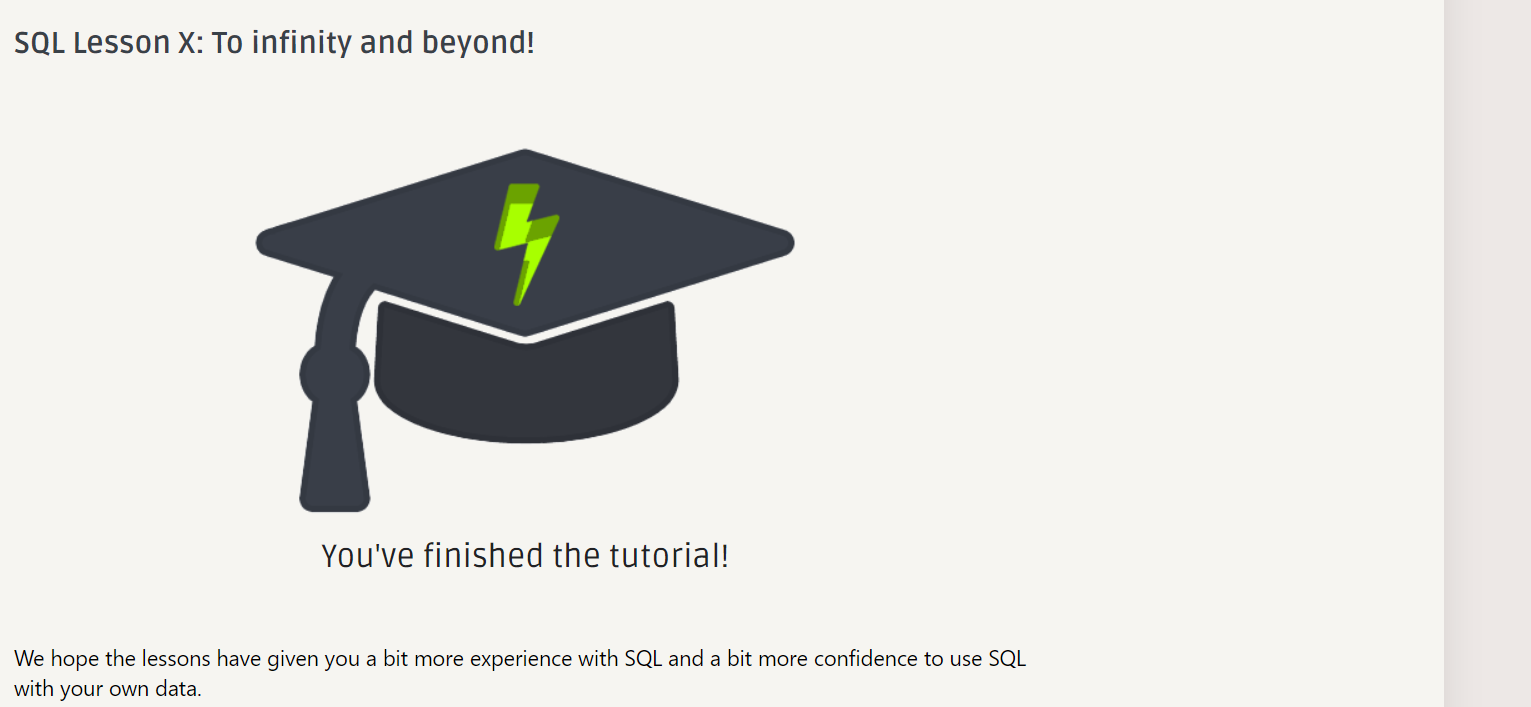 SQL Lesson X: To infinity and beyond!
You've finished the tutorial!
We hope the lessons have given you a bit more experience with SQL and a bit more confidence to use SQL
with your own data.